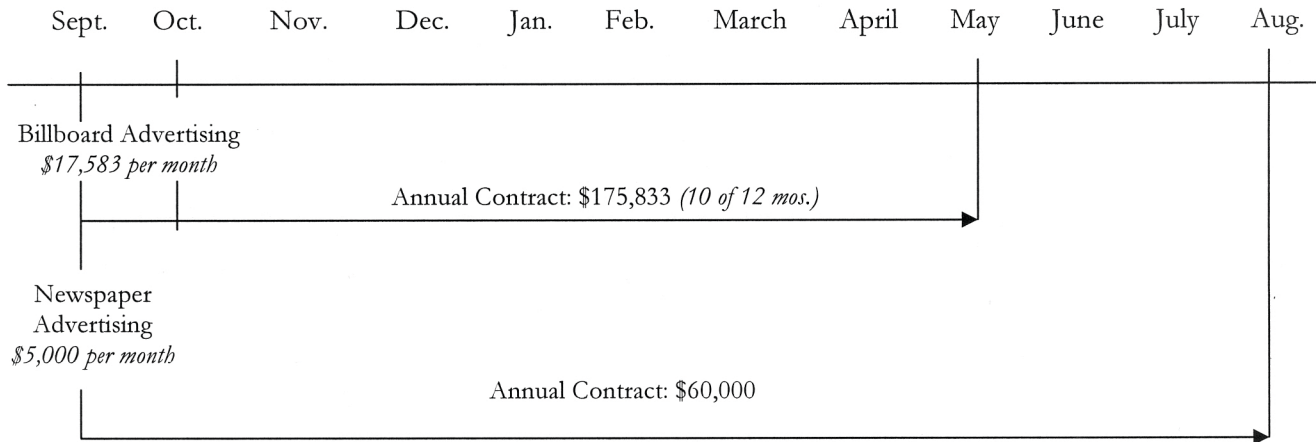 Sept. Oct. Nov. Dec. Jan. Feb. March April May June July Aug.
Billboard Advertising
$17,583 per month
Annual Contract: $175,833 (10 of 12 mos.)
Newspaper
Advertising
$5,000 per month
Annual Contract: $60,000